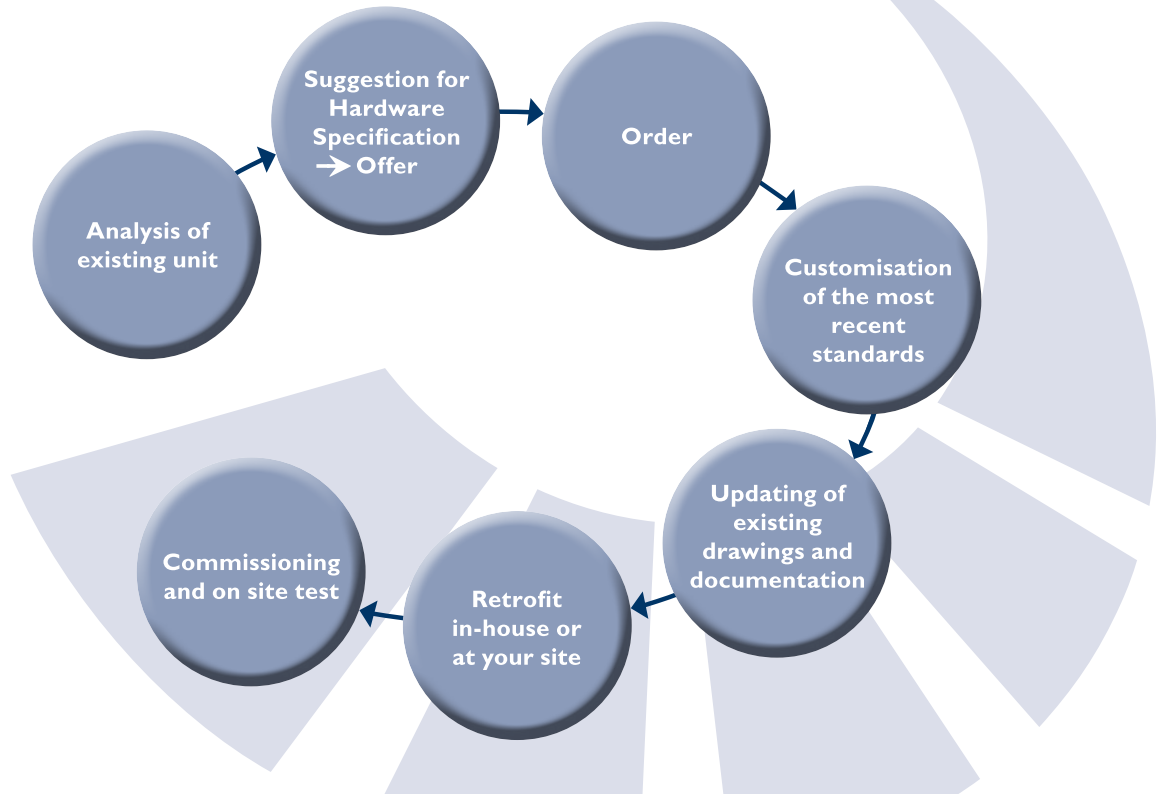 Analysis of
existing unit
Suggestion for
Hardware
Specification
→ Offer
Order
Customisation
of the most
recent
standards
Updating of
existing
drawings and
documentation
Retrofit
in-house or
at your site
Commissioning
and on site test